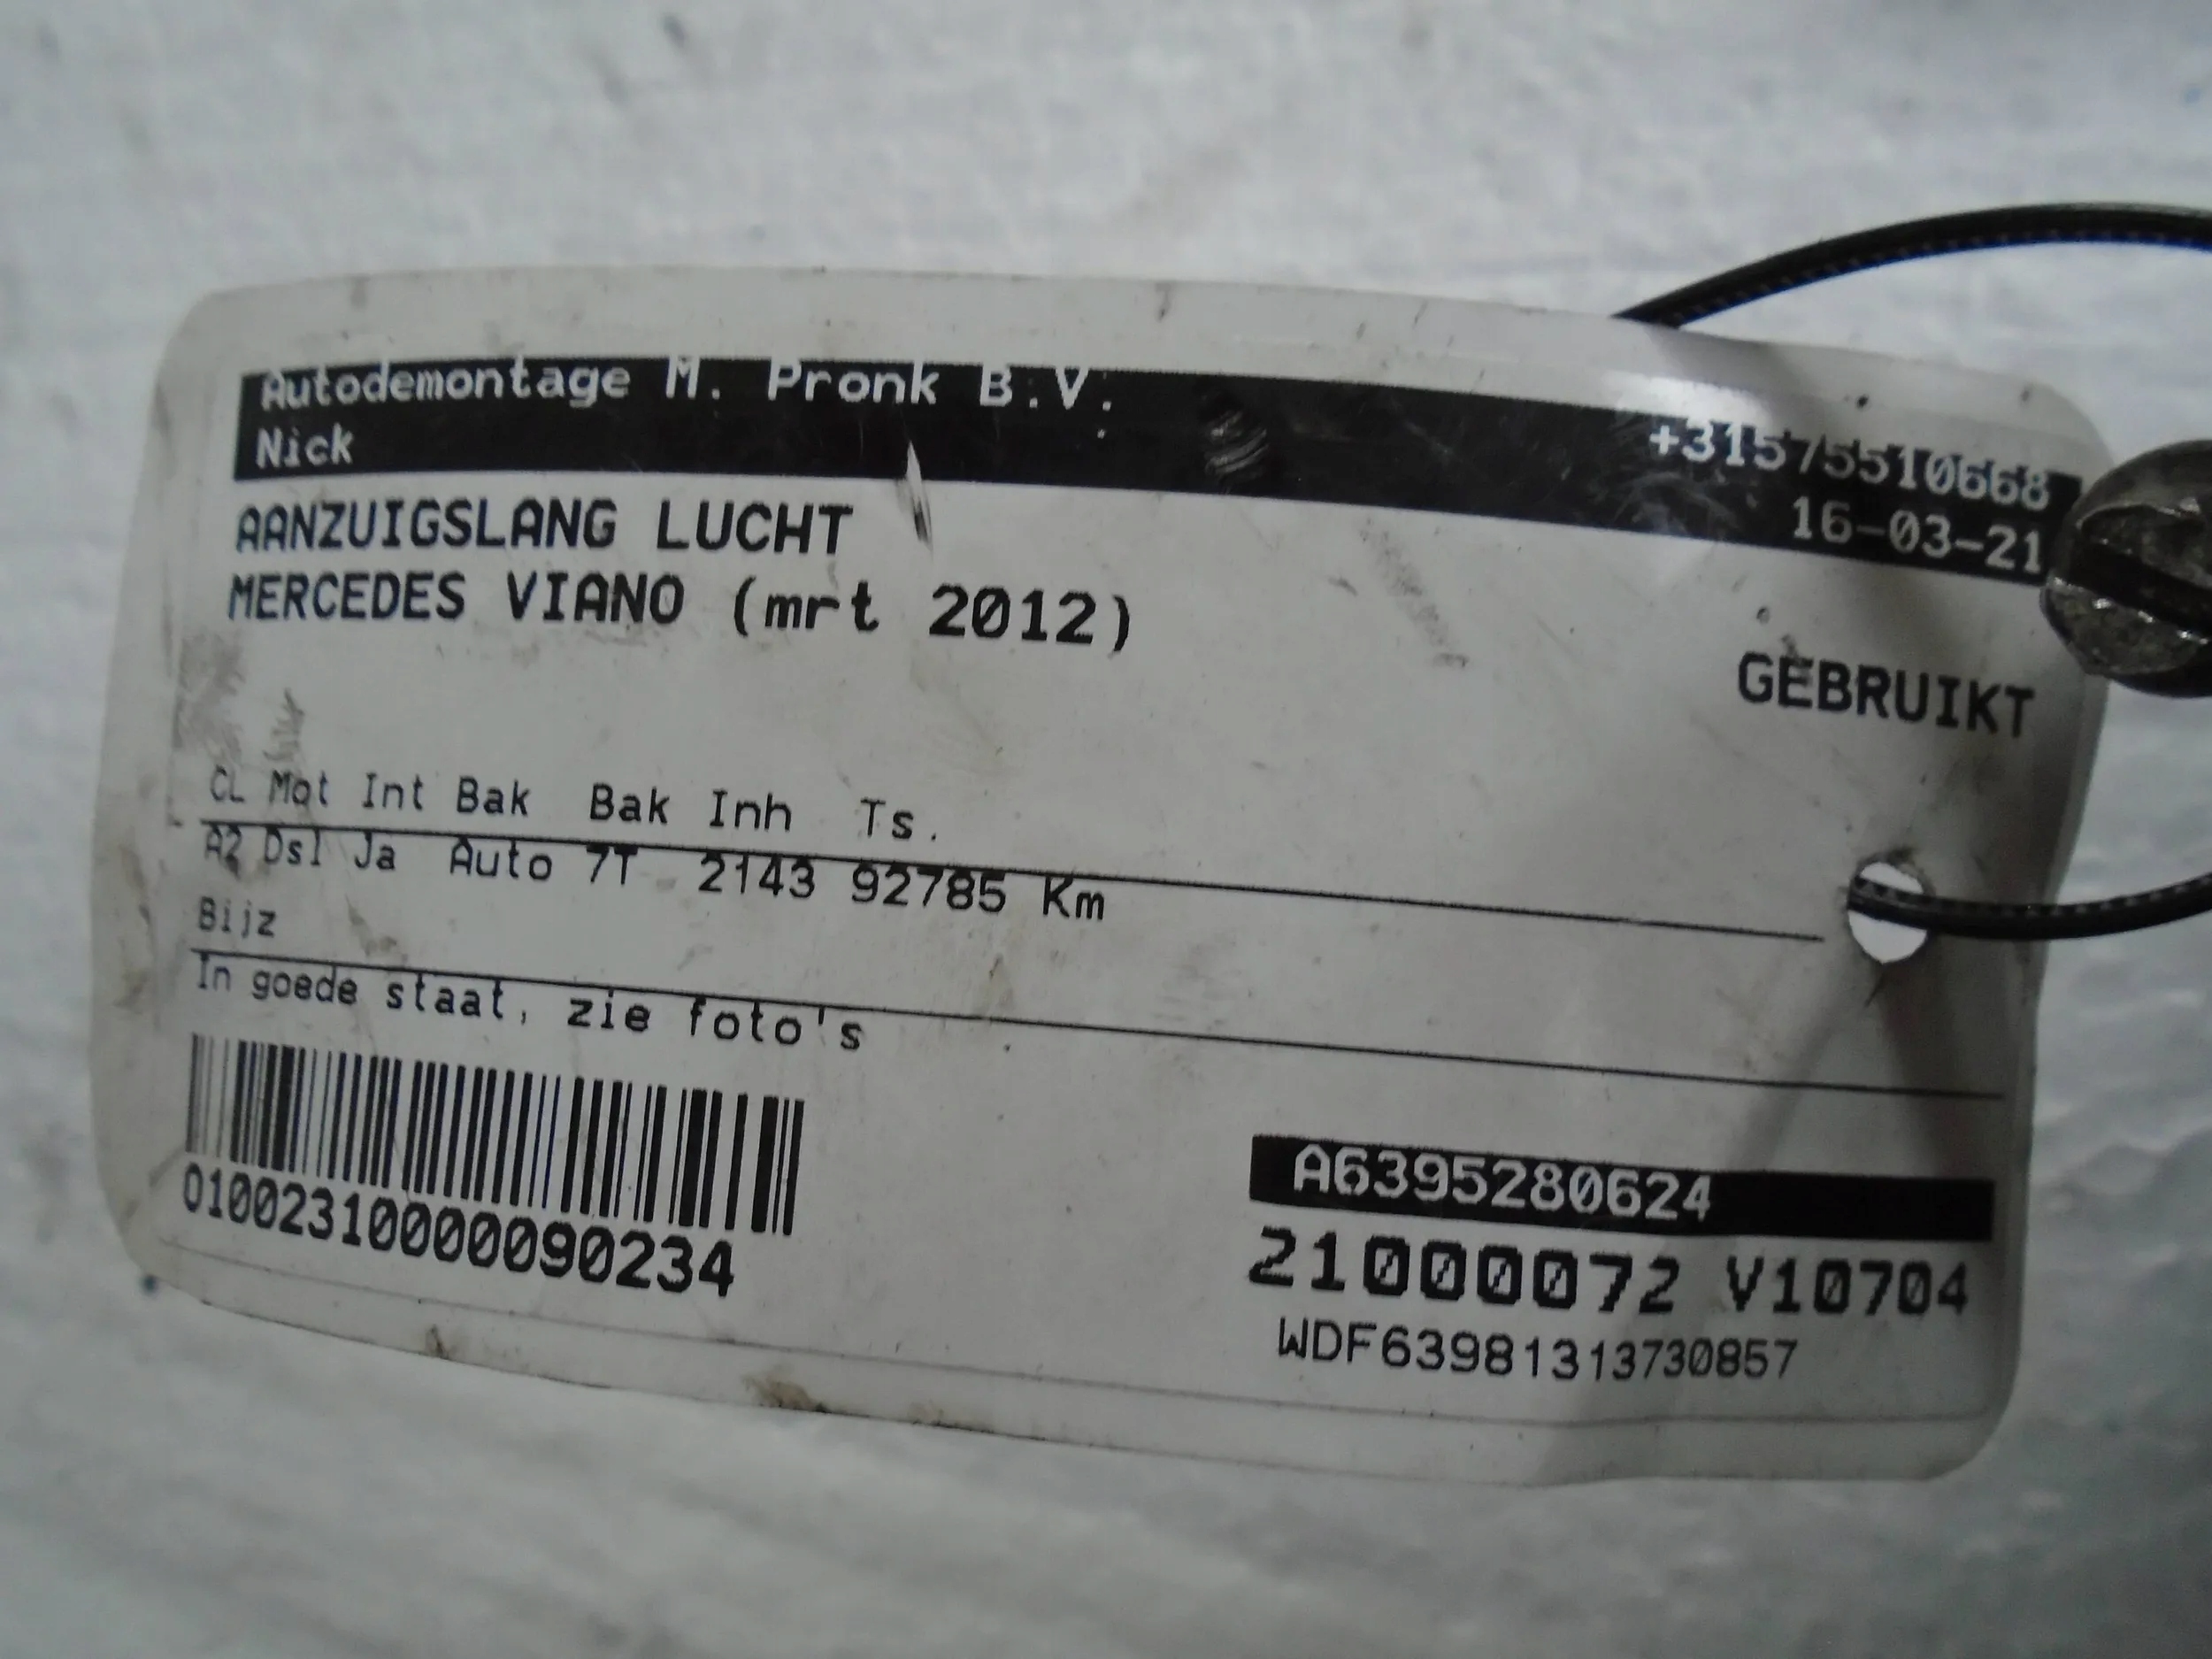 Autodemontage M. Pronk B.V.
+31575510668
Nick
16-03-21
AANZUIGSLANG LUCHT
MERCEDES VIANO (mrt 2012)
GEBRUIKT
CL Mot Int Bak Bak Inh Ts.
A2 Dsl Ja Auto 7T 2143 92785 Km
Bijz
In goede staat, zie foto's
0100231000090234
A6395280624
21000072 V10704
WDF63981313730857